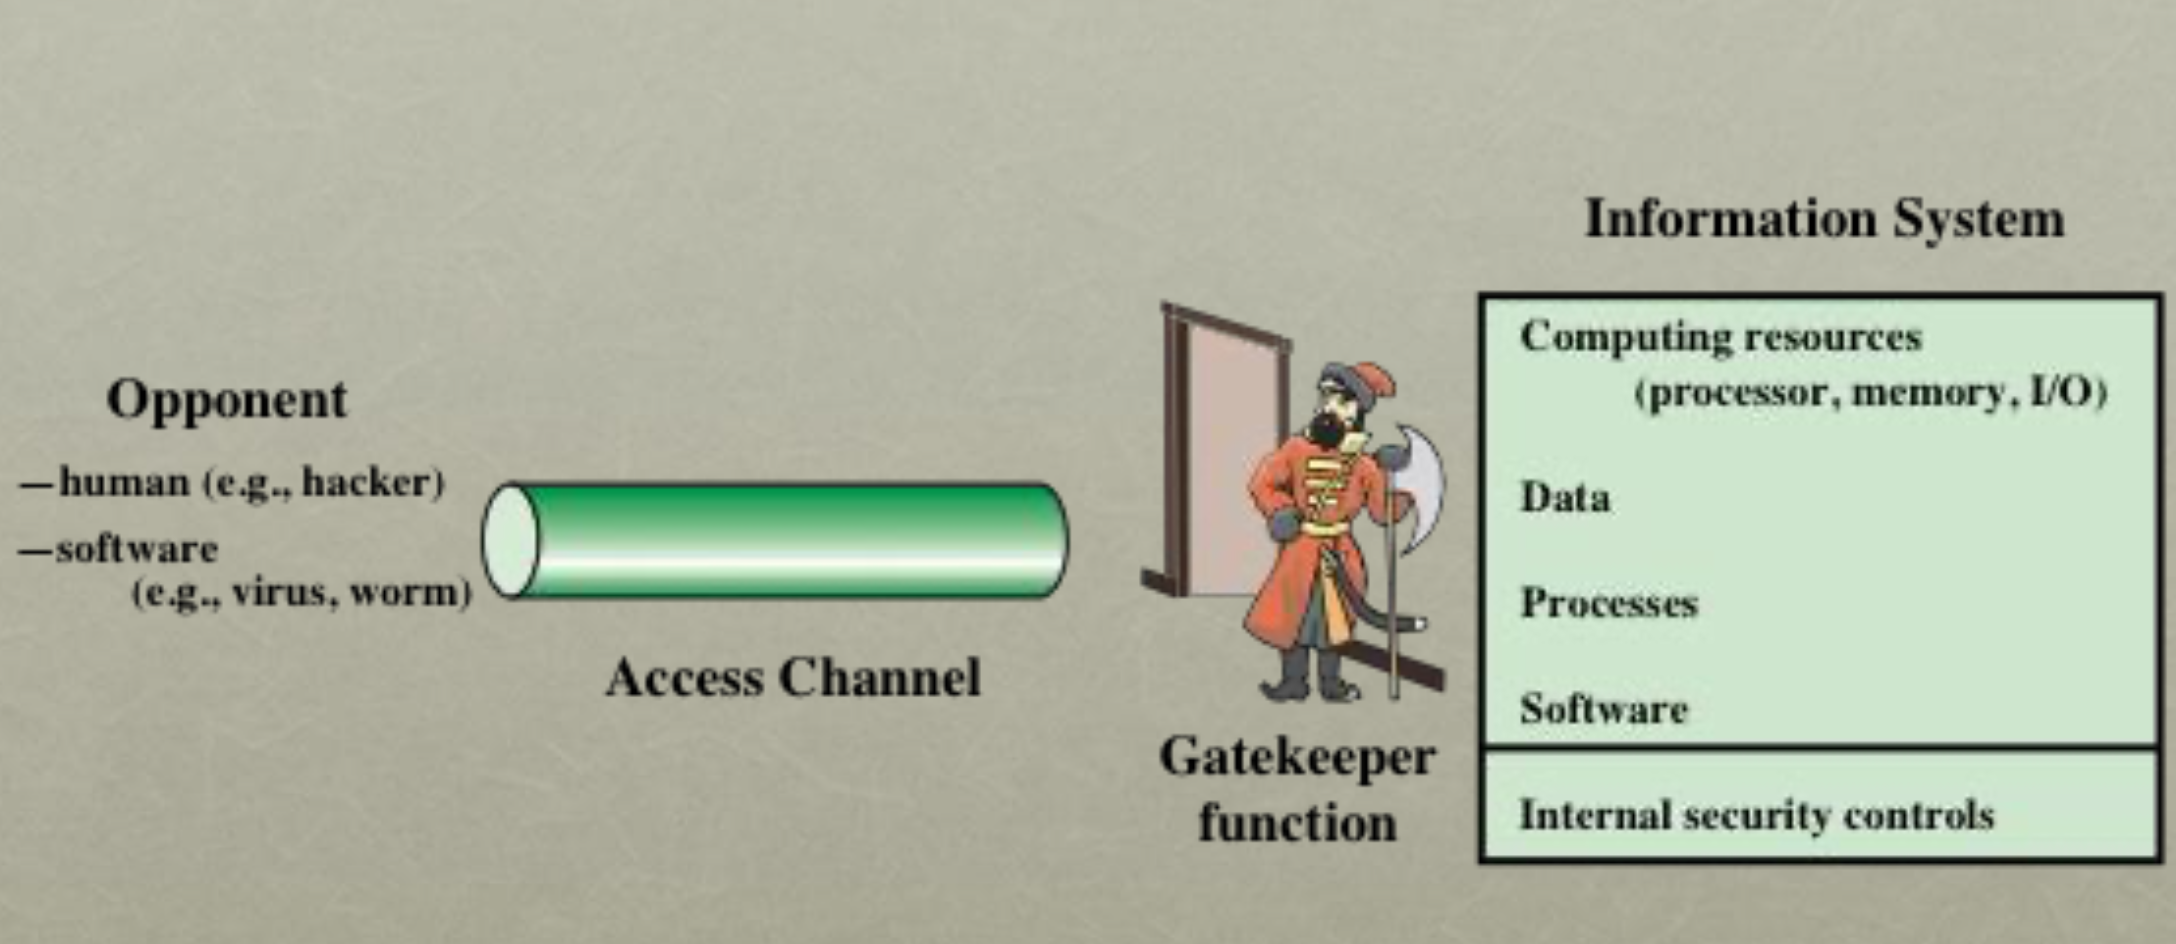 Opponent
—human (e.g., hacker)
—software
(e.g., virus, worm)
Access Channel
Gatekeeper
function
Information System
Computing resources
(processor, memory, I/O)
Data
Processes
Software
Internal security controls